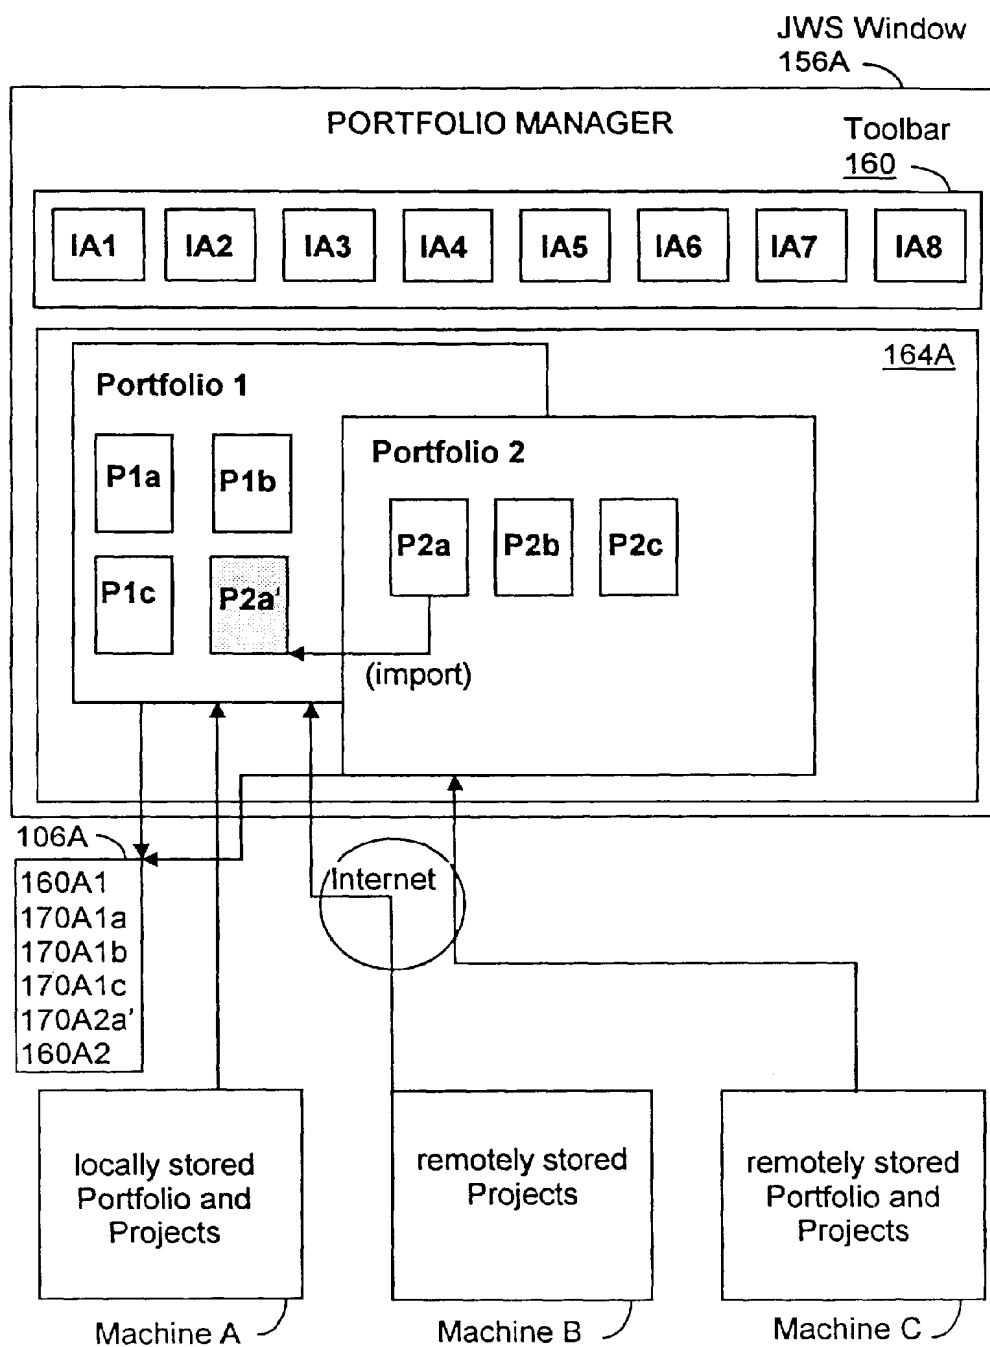 JWS Window
156A
PORTFOLIO MANAGER
Toolbar
160
IA1 IA2 IA3 IA4 IA5 IA6 IA7 IA8
164A
Portfolio 1
Portfolio 2
P1a P1b
P2a P2b P2c
P1c P2a'
(import)
106A
Internet
160A1
170A1a
170A1b
170A1c
170A2a'
160A2
locally stored
Portfolio and
Projects
remotely stored
Projects
remotely stored
Portfolio and
Projects
Machine A
Machine B
Machine C